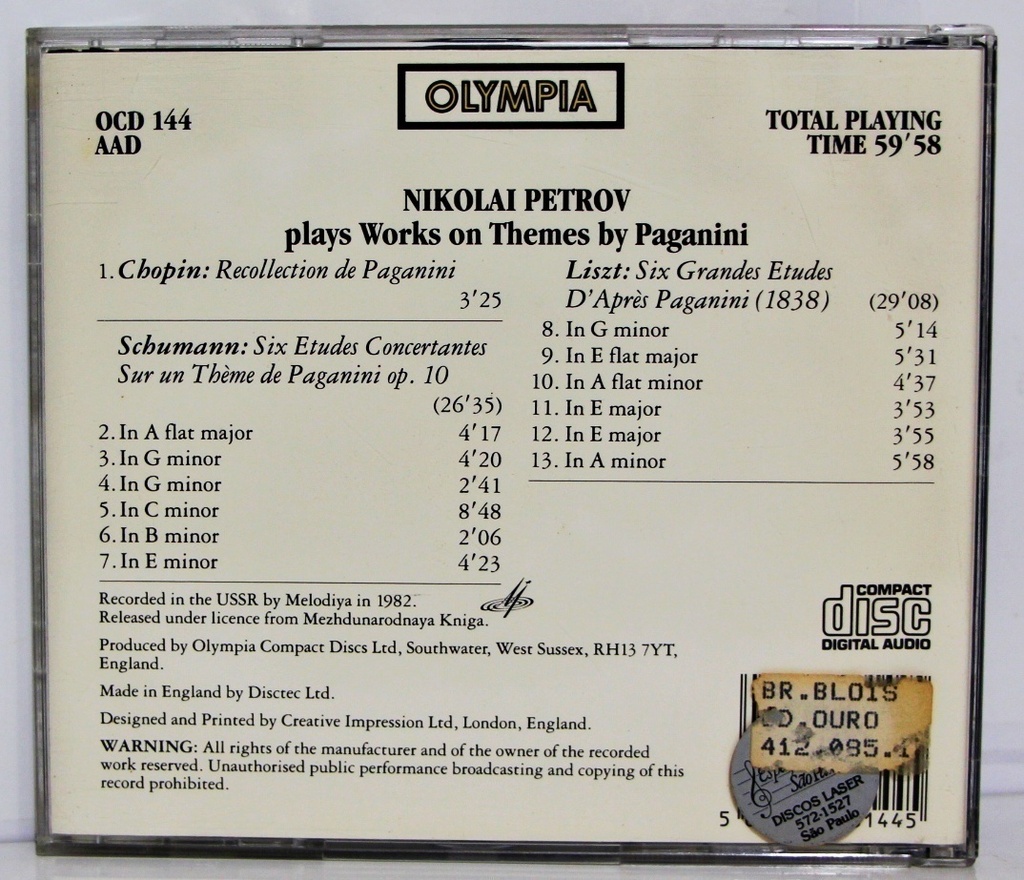 OLYMPIA
OCD 144
AAD
TOTAL PLAYING
TIME 59'58
NIKOLAI PETROV
plays Works on Themes by Paganini
1. Chopin: Recollection de Paganini
3'25
Schumann: Six Etudes Concertantes
Sur un Thème de Paganini op. 10
(26'35)
2. In A flat major 4'17
3. In G minor 4'20
4. In G minor 2'41
5. In C minor 8'48
6. In B minor 2'06
7. In E minor 4'23
Liszt: Six Grandes Etudes
D'Après Paganini (1838) (29'08)
8. In G minor 5'14
9. In E flat major 5'31
10. In A flat minor 4'37
11. In E major 3'53
12. In E major 3'55
13. In A minor 5'58
Recorded in the USSR by Melodiya in 1982.
Released under licence from Mezhdunarodnaya Kniga.
Produced by Olympia Compact Discs Ltd, Southwater, West Sussex, RH13 7YT,
England.
Made in England by Disctec Ltd.
Designed and Printed by Creative Impression Ltd, London, England.
WARNING: All rights of the manufacturer and of the owner of the recorded
work reserved. Unauthorised public performance broadcasting and copying of this
record prohibited.
COMPACT
disc
DIGITAL AUDIO
BR.BLOIS
OURO
412.085.1
DISCOS LASER
572-1527
São Paulo
5 1445